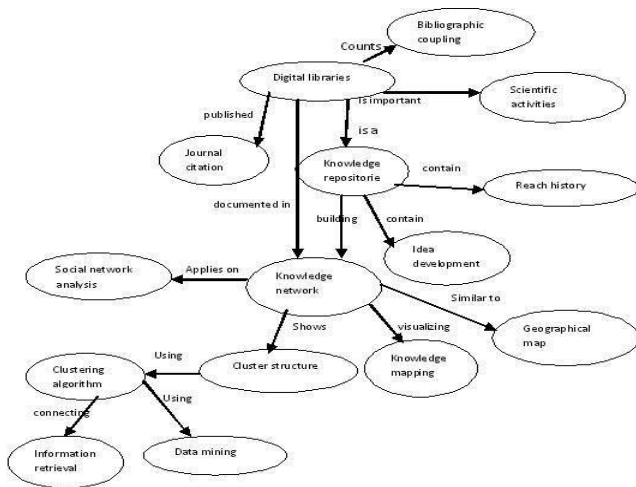 Bibliographic
coupling
Counts
Digital libraries
Scientific
activities
Is important
published
is a
Journal
citation
Knowledge
repositorie
contain
Reach history
documented in
building
contain
Idea
development
Social network
analysis
Applies on
Knowledge
network
Similar to
Geographical
map
Shows
visualizing
Knowledge
mapping
Using
Cluster structure
Clustering
algorithm
Using
connecting
Information
retrieval
Data mining